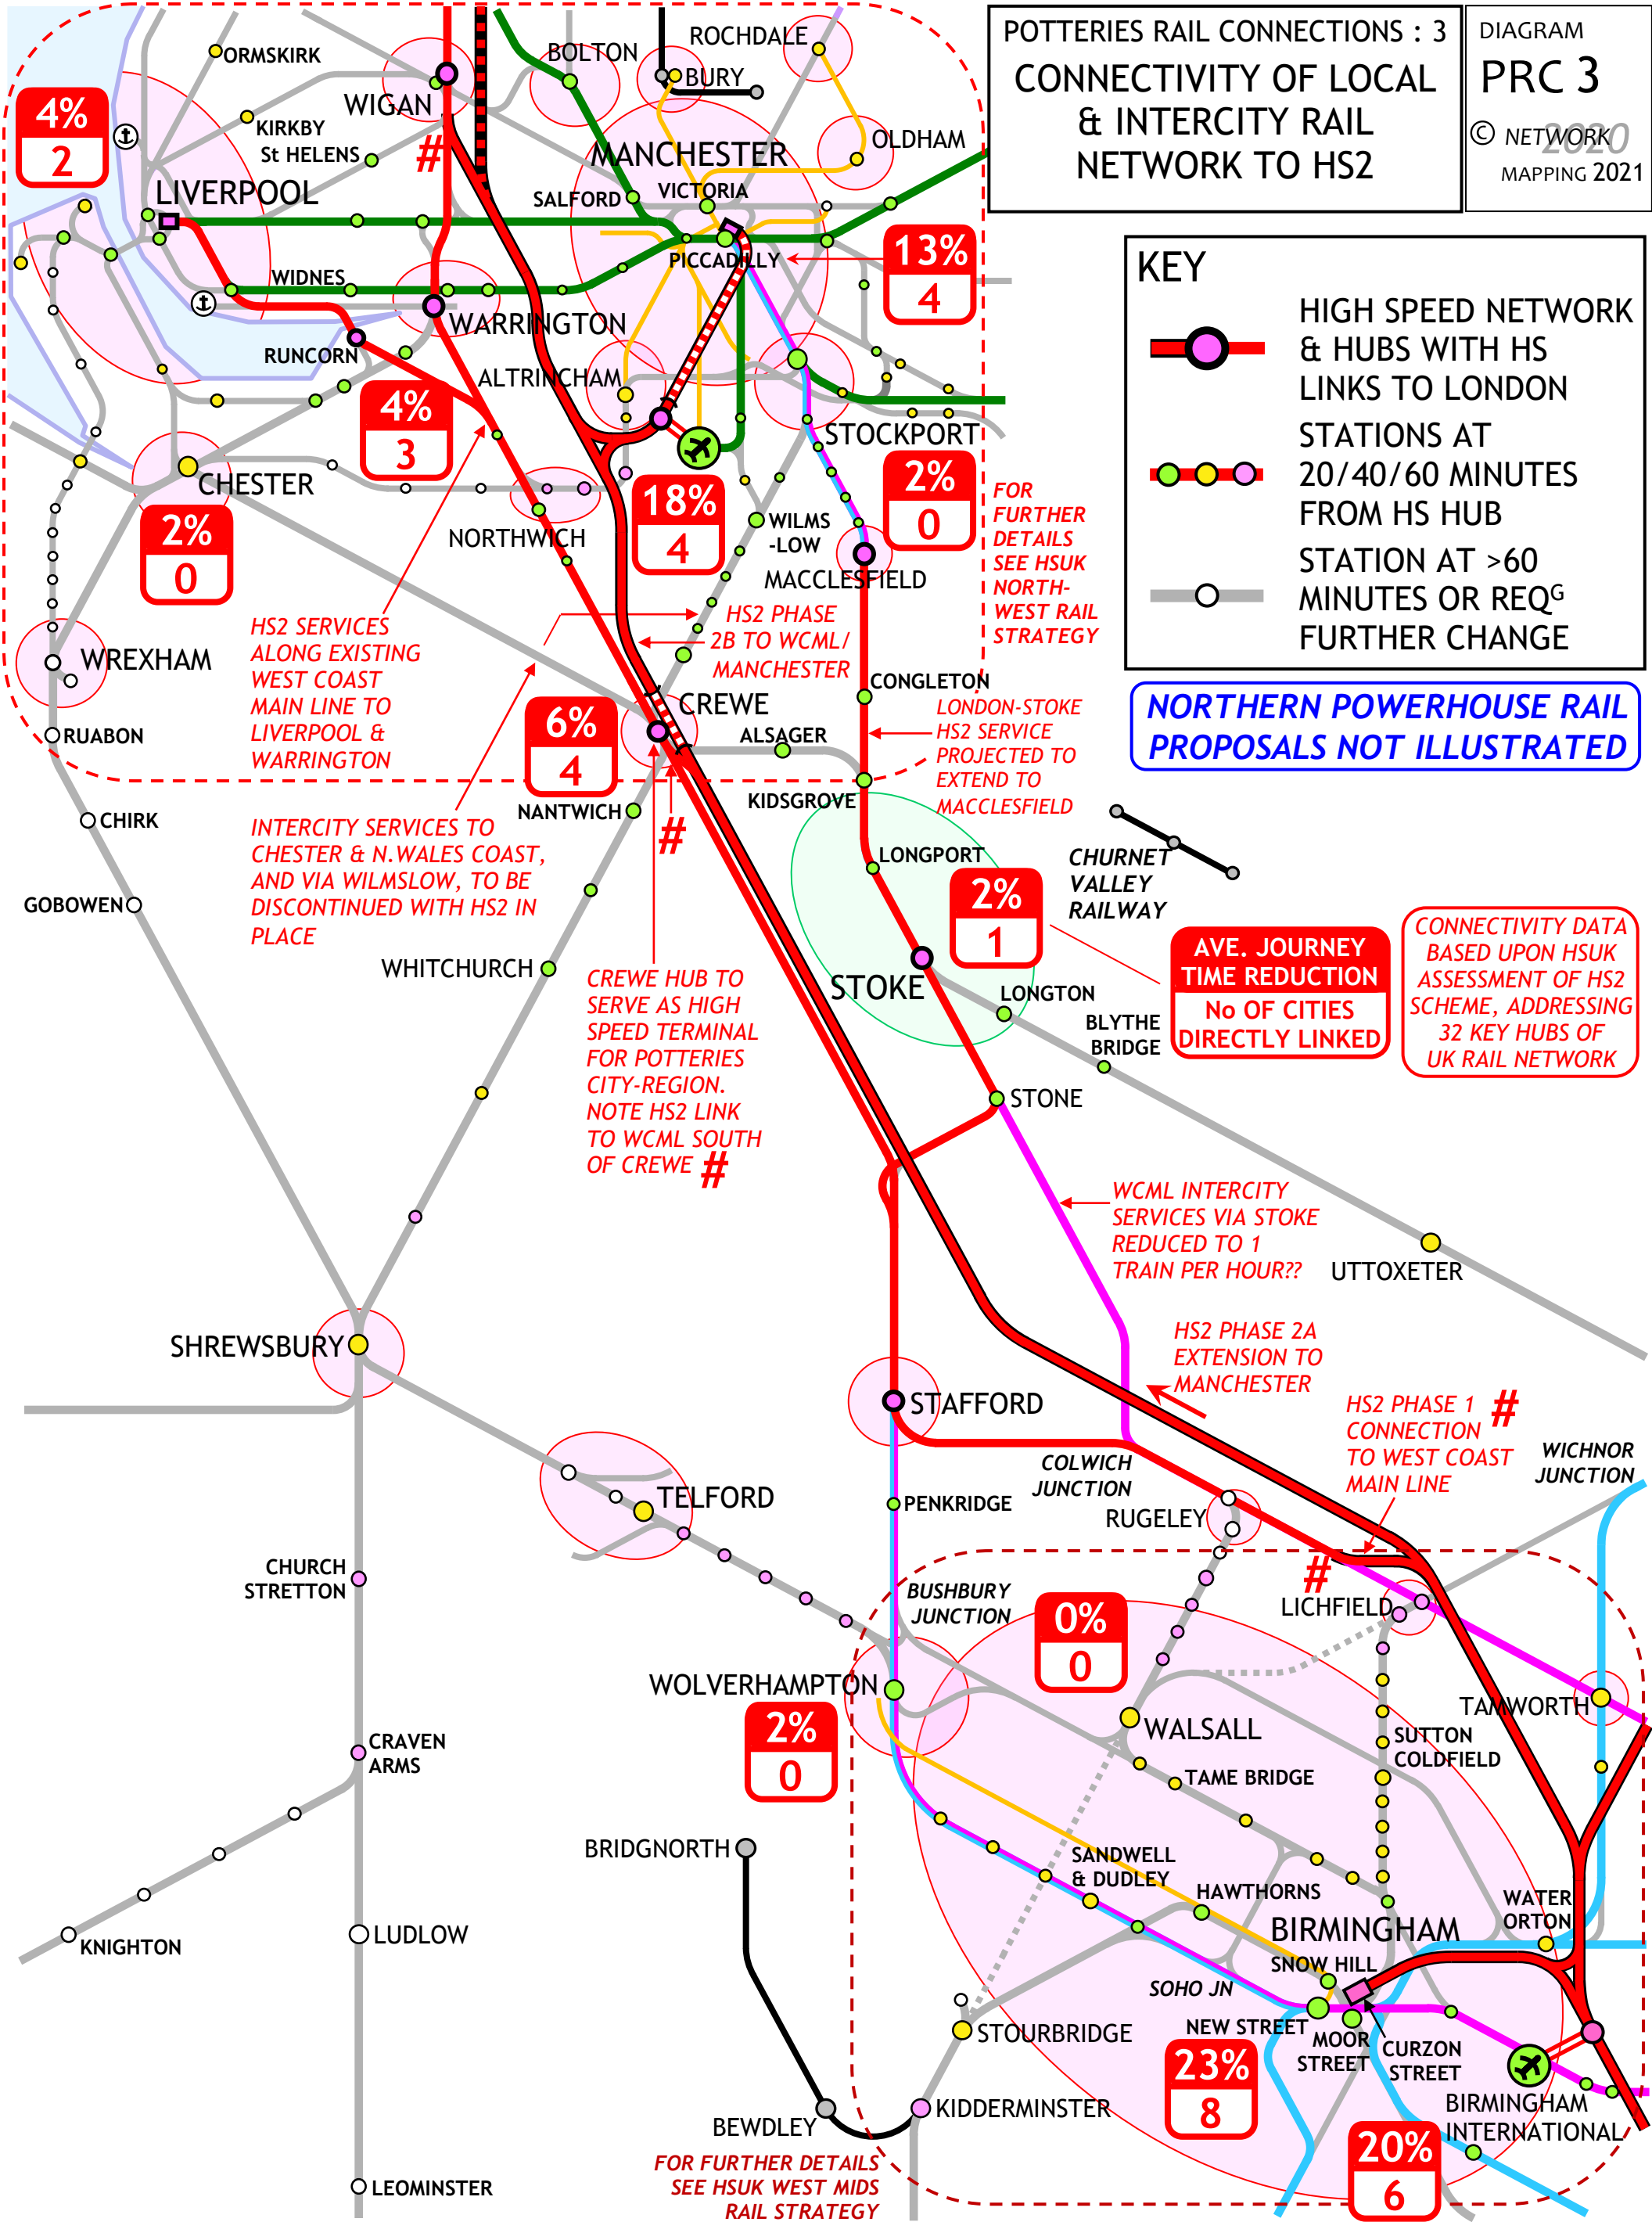 POTTERIES RAIL CONNECTIONS : 3
CONNECTIVITY OF LOCAL
& INTERCITY RAIL
NETWORK TO HS2
DIAGRAM
PRC 3
© NETWORK
2020
MAPPING 2021
KEY
HIGH SPEED NETWORK
& HUBS WITH HS
LINKS TO LONDON
STATIONS AT
20/40/60 MINUTES
FROM HS HUB
STATION AT >60
MINUTES OR REQᴳ
FURTHER CHANGE
NORTHERN POWERHOUSE RAIL
PROPOSALS NOT ILLUSTRATED
ORMSKIRK
WIGAN
BOLTON
ROCHDALE
BURY
4%
2
KIRKBY
St HELENS
#
OLDHAM
MANCHESTER
LIVERPOOL
SALFORD
VICTORIA
PICCADILLY
13%
4
WIDNES
WARRINGTON
RUNCORN
ALTRINCHAM
4%
3
STOCKPORT
CHESTER
2%
0
NORTHWICH
18%
4
WILMS
-LOW
2%
0
FOR
FURTHER
DETAILS
SEE HSUK
NORTH-
WEST RAIL
STRATEGY
MACCLESFIELD
HS2 SERVICES
ALONG EXISTING
WEST COAST
MAIN LINE TO
LIVERPOOL &
WARRINGTON
HS2 PHASE
2B TO WCML/
MANCHESTER
WREXHAM
RUABON
CREWE
6%
4
ALSAGER
CONGLETON
LONDON-STOKE
HS2 SERVICE
PROJECTED TO
EXTEND TO
MACCLESFIELD
KIDSGROVE
NANTWICH
#
CHIRK
INTERCITY SERVICES TO
CHESTER & N.WALES COAST,
AND VIA WILMSLOW, TO BE
DISCONTINUED WITH HS2 IN
PLACE
GOBOWEN
LONGPORT
CHURNET
VALLEY
RAILWAY
2%
1
AVE. JOURNEY
TIME REDUCTION
No OF CITIES
DIRECTLY LINKED
CONNECTIVITY DATA
BASED UPON HSUK
ASSESSMENT OF HS2
SCHEME, ADDRESSING
32 KEY HUBS OF
UK RAIL NETWORK
WHITCHURCH
CREWE HUB TO
SERVE AS HIGH
SPEED TERMINAL
FOR POTTERIES
CITY-REGION.
NOTE HS2 LINK
TO WCML SOUTH
OF CREWE #
STOKE
LONGTON
BLYTHE
BRIDGE
STONE
WCML INTERCITY
SERVICES VIA STOKE
REDUCED TO 1
TRAIN PER HOUR??
UTTOXETER
SHREWSBURY
HS2 PHASE 2A
EXTENSION TO
MANCHESTER
STAFFORD
HS2 PHASE 1 #
CONNECTION
TO WEST COAST
MAIN LINE
WICHNOR
JUNCTION
COLWICH
JUNCTION
TELFORD
PENKRIDGE
RUGELEY
CHURCH
STRETTON
BUSHBURY
JUNCTION
#
LICHFIELD
0%
0
WOLVERHAMPTON
2%
0
WALSALL
TAMWORTH
SUTTON
COLDFIELD
CRAVEN
ARMS
TAME BRIDGE
BRIDGNORTH
SANDWELL
& DUDLEY
HAWTHORNS
WATER
ORTON
KNIGHTON
LUDLOW
BIRMINGHAM
SNOW HILL
SOHO JN
NEW STREET
MOOR
STREET
CURZON
STREET
STOURBRIDGE
23%
8
BEWDLEY
KIDDERMINSTER
BIRMINGHAM
INTERNATIONAL
20%
6
FOR FURTHER DETAILS
SEE HSUK WEST MIDS
RAIL STRATEGY
LEOMINSTER